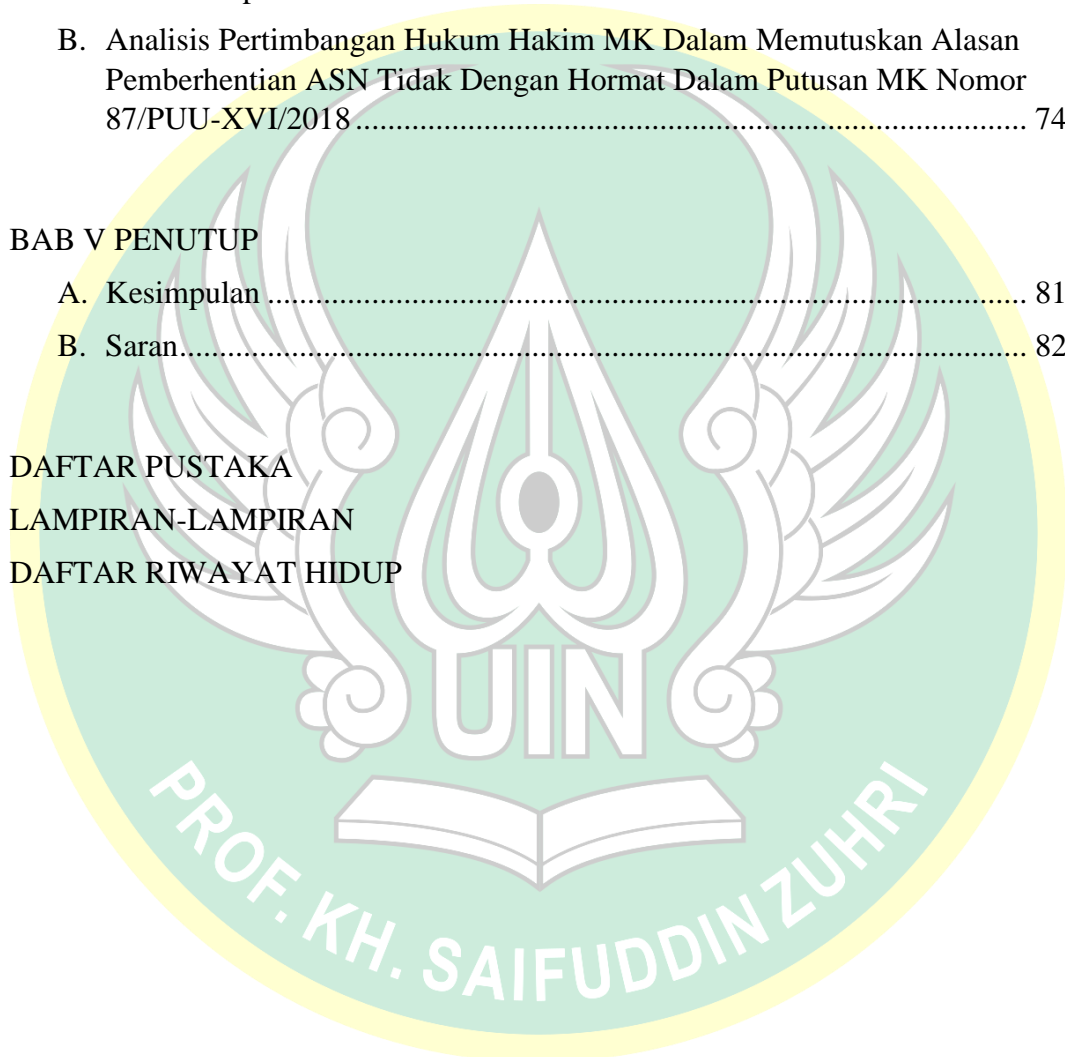 B. Analisis Pertimbangan Hukum Hakim MK Dalam Memutuskan Alasan
Pemberhentian ASN Tidak Dengan Hormat Dalam Putusan MK Nomor
87/PUU-XVI/2018 .................................................................................... 74
BAB V PENUTUP
A. Kesimpulan ............................................................................................... 81
B. Saran.......................................................................................................... 82
DAFTAR PUSTAKA
LAMPIRAN-LAMPIRAN
DAFTAR RIWAYAT HIDUP
UIN
PROF. KH. SAIFUDDIN ZUHRI